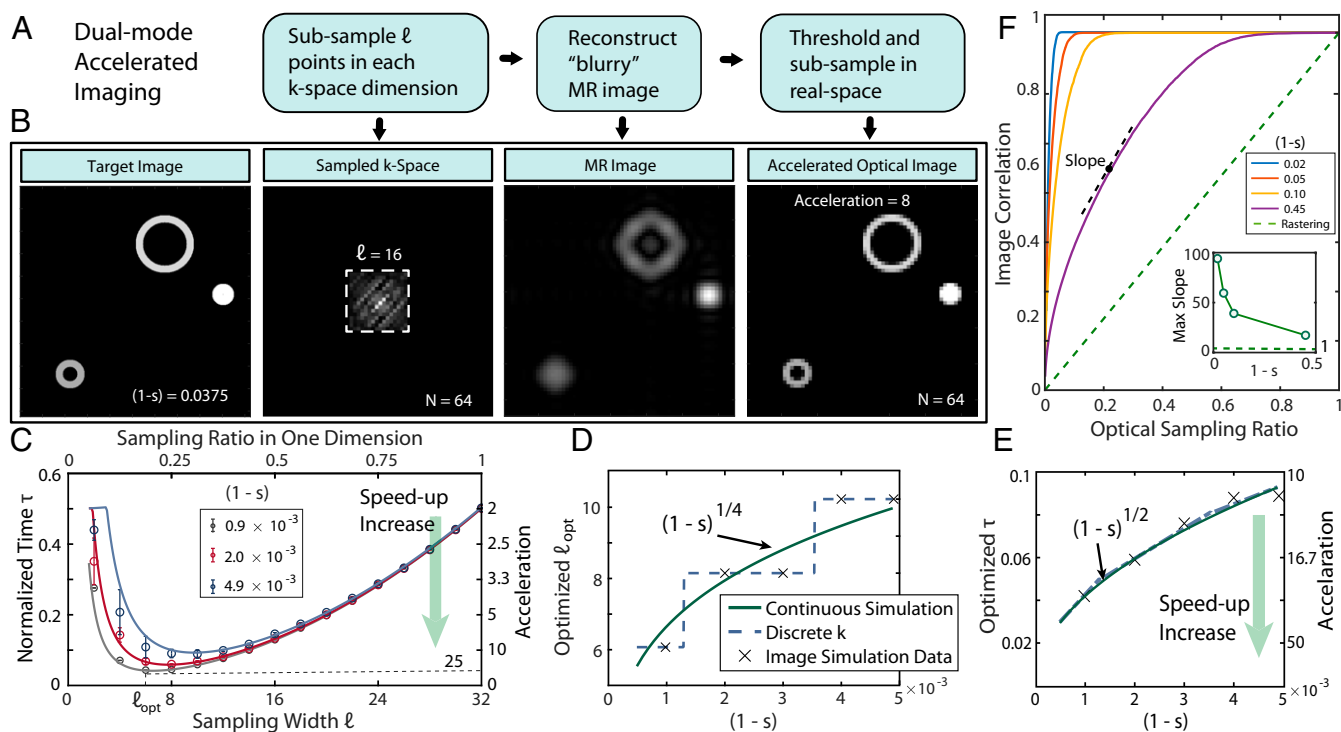 A
Dual-mode
Accelerated
Imaging
Sub-sample ℓ
points in each
k-space dimension
Reconstruct
“blurry”
MR image
Threshold and
sub-sample in
real-space
B
Target Image
Sampled k-Space
MR Image
Accelerated Optical Image
(1-s) = 0.0375
ℓ = 16
N = 64
Acceleration = 8
N = 64
C
Sampling Ratio in One Dimension
0 0.25 0.5 0.75 1
Normalized Time τ
0.6
0.4
0.2
0
(1 - s)
0.9 × 10⁻³
2.0 × 10⁻³
4.9 × 10⁻³
Speed-up
Increase
2
2.5
3.3
5
10
0
Acceleration
25
0 ℓopt 8 16 24 32
Sampling Width ℓ
D
Optimized ℓopt
10
8
6
(1 - s)¹/⁴
Continuous Simulation
Discrete k
Image Simulation Data
0 1 2 3 4 5
×10⁻³
(1 - s)
E
Optimized τ
0.1
0.08
0.06
0.04
0.02
(1 - s)¹/²
Speed-up
Increase
10
16.7
50
Accelaration
0 1 2 3 4 5
×10⁻³
(1 - s)
F
Image Correlation
1
0.8
0.6
0.4
0.2
0
Slope
(1-s)
0.02
0.05
0.10
0.45
Rastering
Max Slope
100
50
0
1
0 0.5
1 - s
0 0.2 0.4 0.6 0.8 1
Optical Sampling Ratio